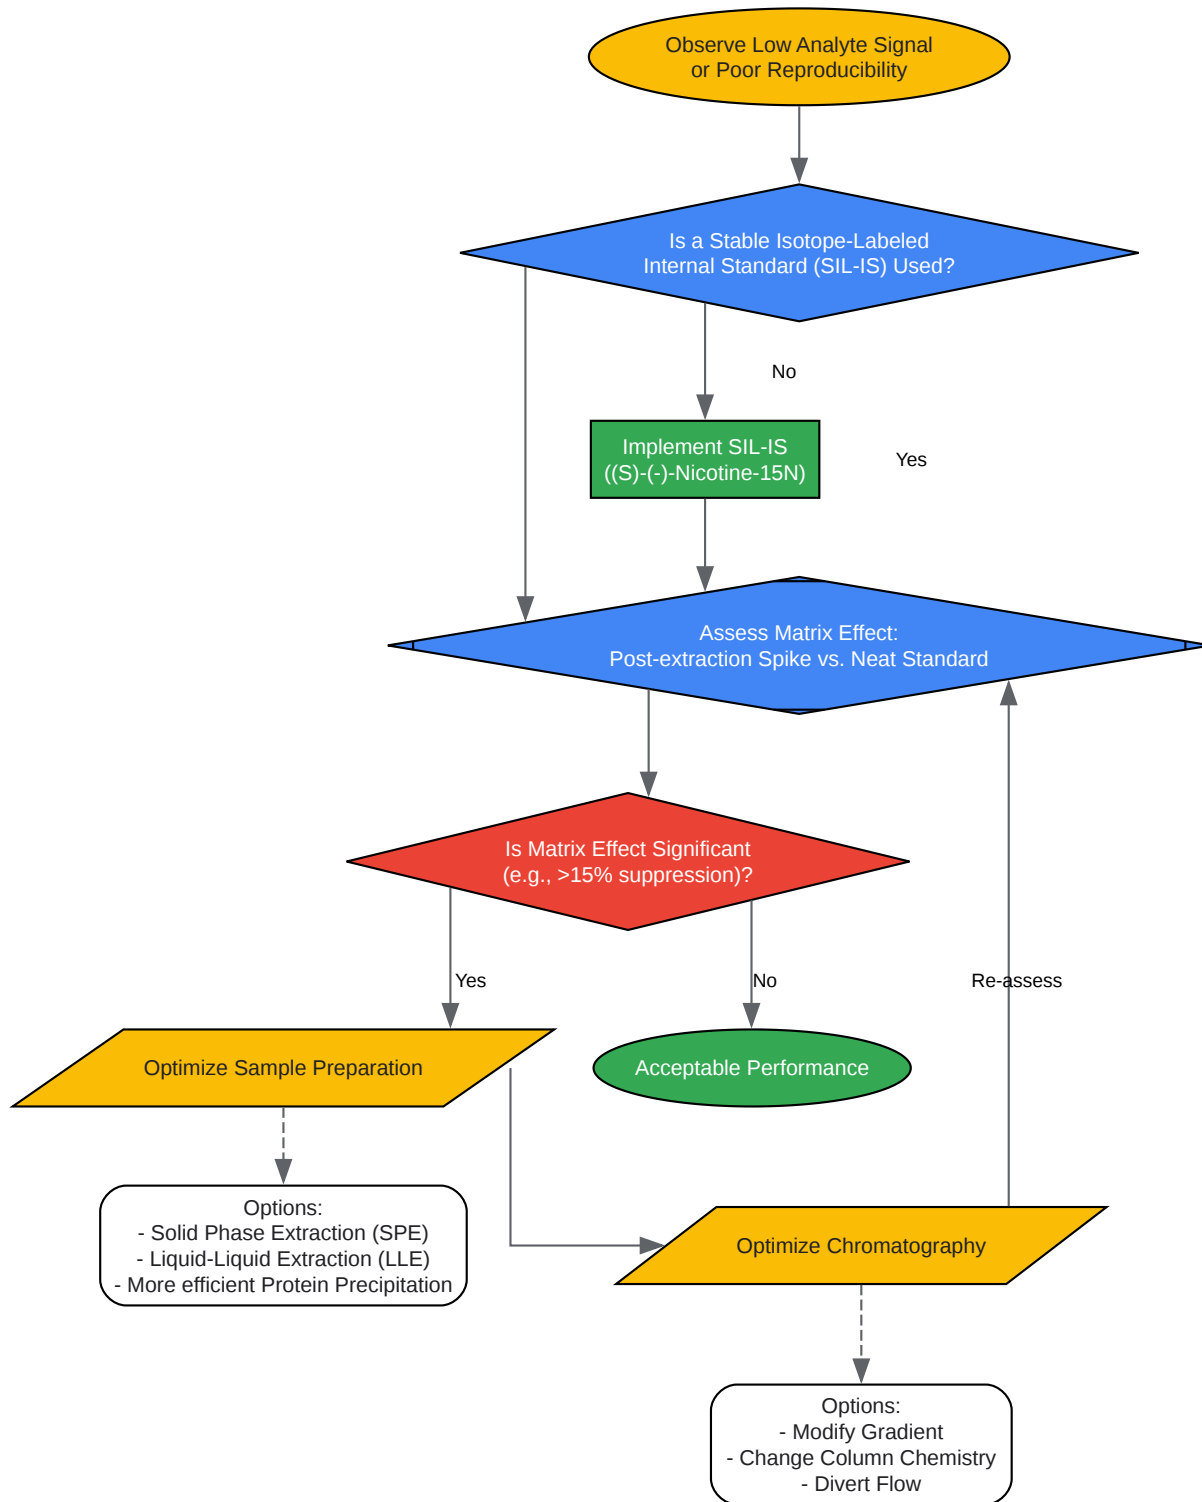 Observe Low Analyte Signal
or Poor Reproducibility
Is a Stable Isotope-Labeled
Internal Standard (SIL-IS) Used?
No
Implement SIL-IS
((S)-(-)-Nicotine-15N)
Yes
Assess Matrix Effect:
Post-extraction Spike vs. Neat Standard
Is Matrix Effect Significant
(e.g., >15% suppression)?
Yes
No
Re-assess
Optimize Sample Preparation
Acceptable Performance
Options:
- Solid Phase Extraction (SPE)
- Liquid-Liquid Extraction (LLE)
- More efficient Protein Precipitation
Optimize Chromatography
Options:
- Modify Gradient
- Change Column Chemistry
- Divert Flow